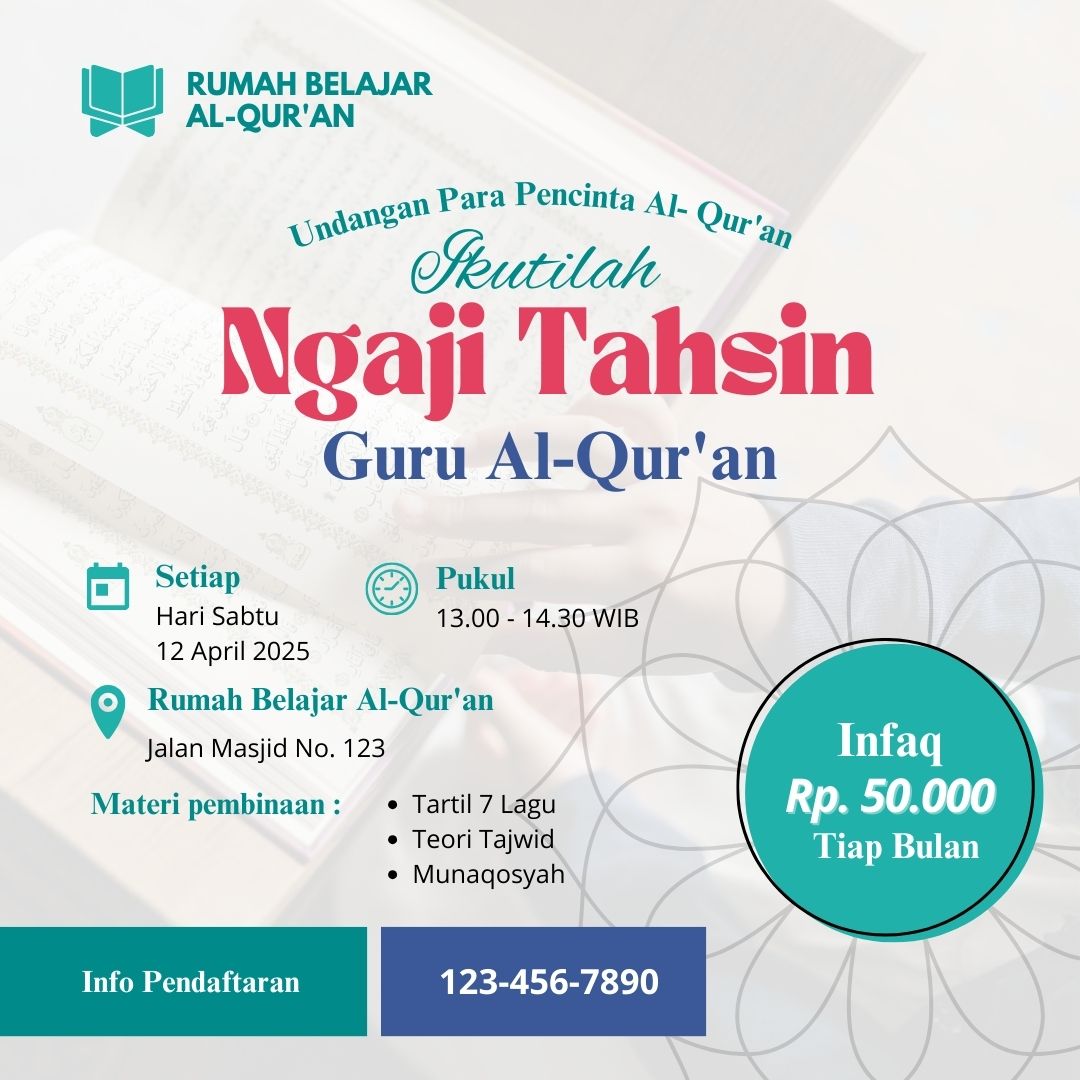 RUMAH BELAJAR
AL-QUR'AN
Undangan Para Pencinta Al- Qur'an
Ikutilah
Ngaji Tahsin
Guru Al-Qur'an
Setiap
Hari Sabtu
12 April 2025
Pukul
13.00 - 14.30 WIB
Rumah Belajar Al-Qur'an
Jalan Masjid No. 123
Materi pembinaan :
• Tartil 7 Lagu
• Teori Tajwid
• Munaqosyah
Infaq
Rp. 50.000
Tiap Bulan
Info Pendaftaran
123-456-7890